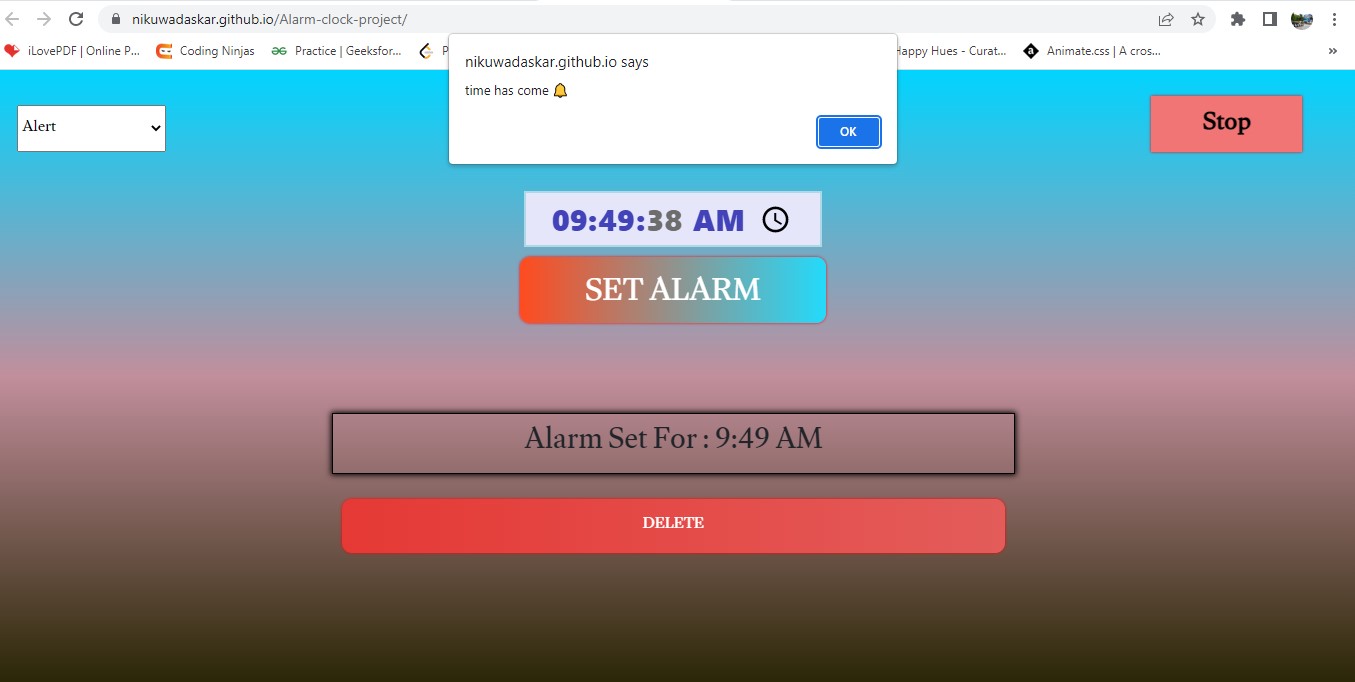 nikuwadaskar.github.io/Alarm-clock-project/
iLovePDF | Online P... Coding Ninjas Practice | Geeksfor... Happy Hues - Curat... Animate.css | A cros... »
nikuwadaskar.github.io says
time has come 🔔
OK
Alert
Stop
09:49:38 AM
SET ALARM
Alarm Set For : 9:49 AM
DELETE